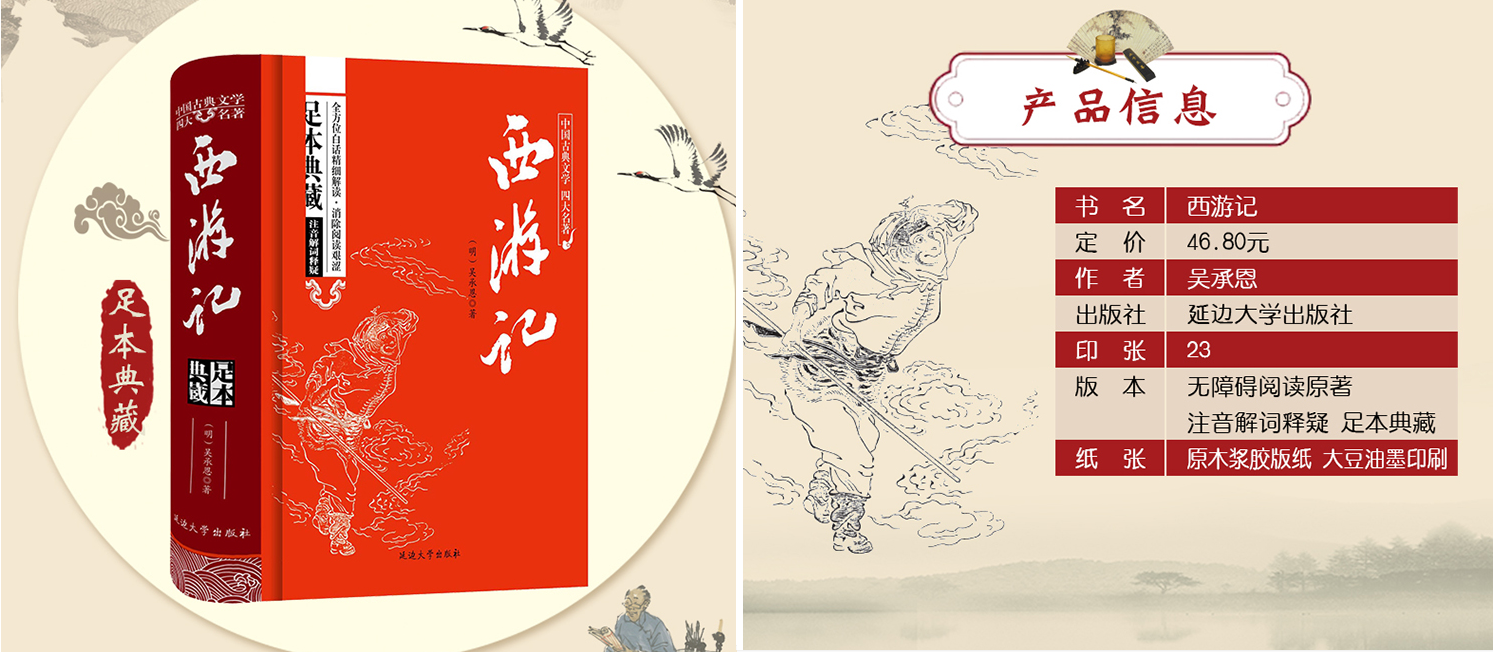 足本典藏
中国古典文学
四大名著
西游记
足本
典藏
（明）吴承恩◎著
延边大学出版社
足本典藏
全方位白话精细解读·消除阅读艰涩
注音解词释疑
中国古典文学 四大名著
西游记
（明）吴承恩◎著
延边大学出版社
产品信息
书 名 西游记
定 价 46.80元
作 者 吴承恩
出版社 延边大学出版社
印 张 23
版 本 无障碍阅读原著
注音解词释疑 足本典藏
纸 张 原木浆胶版纸 大豆油墨印刷